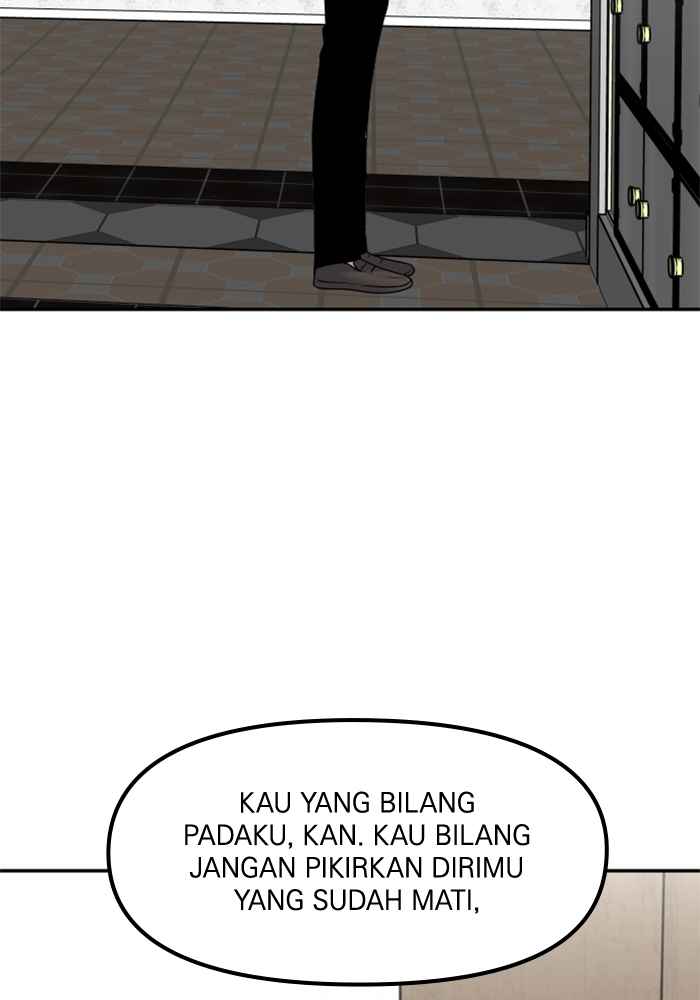 KAU YANG BILANG
PADAKU, KAN. KAU BILANG
JANGAN PIKIRKAN DIRIMU
YANG SUDAH MATI,